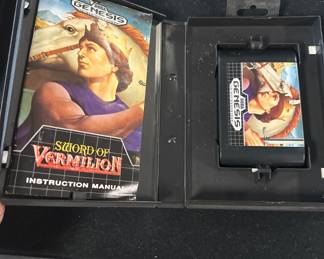 GENESIS
SWORD OF
VERMILION
INSTRUCTION MANUAL
GENESIS